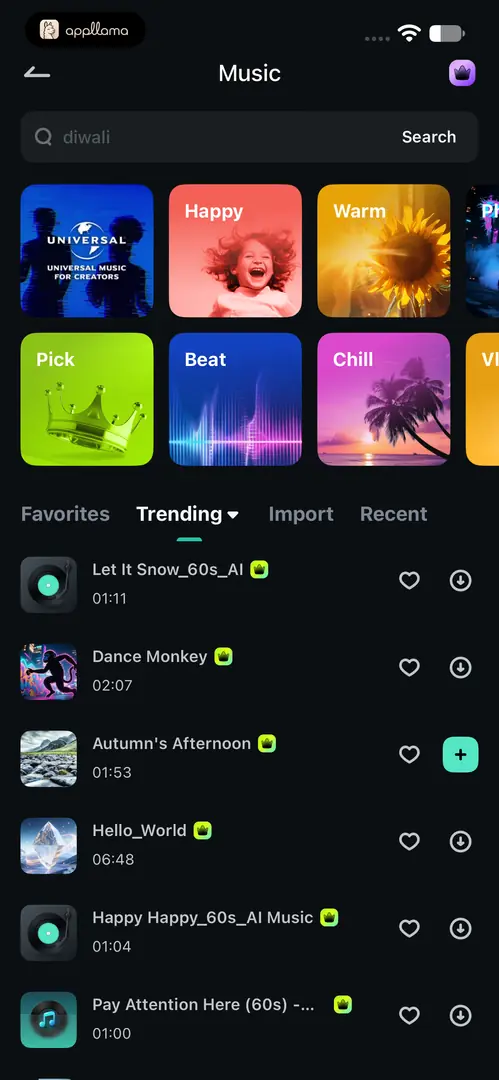 appllama
Music
diwali
Search
UNIVERSAL
UNIVERSAL MUSIC
FOR CREATORS
Happy
Warm
Pick
Beat
Chill
Favorites
Trending
Import
Recent
Let It Snow_60s_AI
01:11
Dance Monkey
02:07
Autumn's Afternoon
01:53
Hello_World
06:48
Happy Happy_60s_AI Music
01:04
Pay Attention Here (60s) -...
01:00